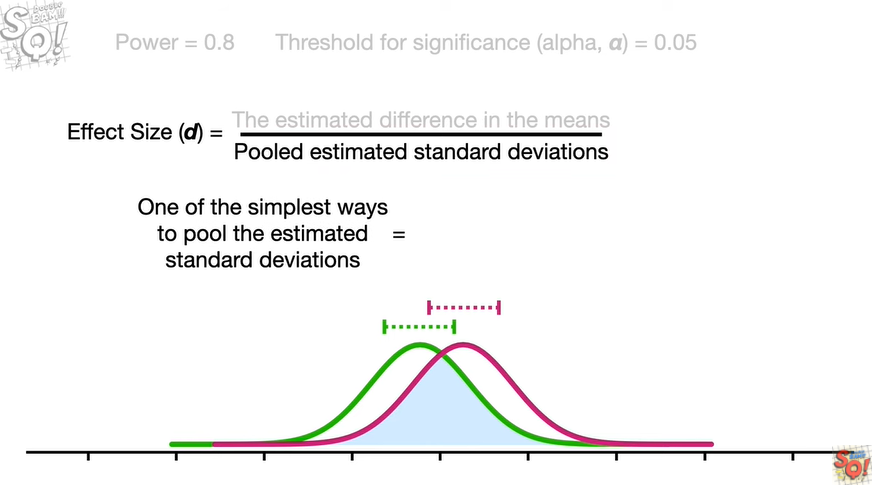 Power = 0.8 Threshold for significance (alpha, α) = 0.05
Effect Size (d) =
The estimated difference in the means
Pooled estimated standard deviations
One of the simplest ways
to pool the estimated =
standard deviations